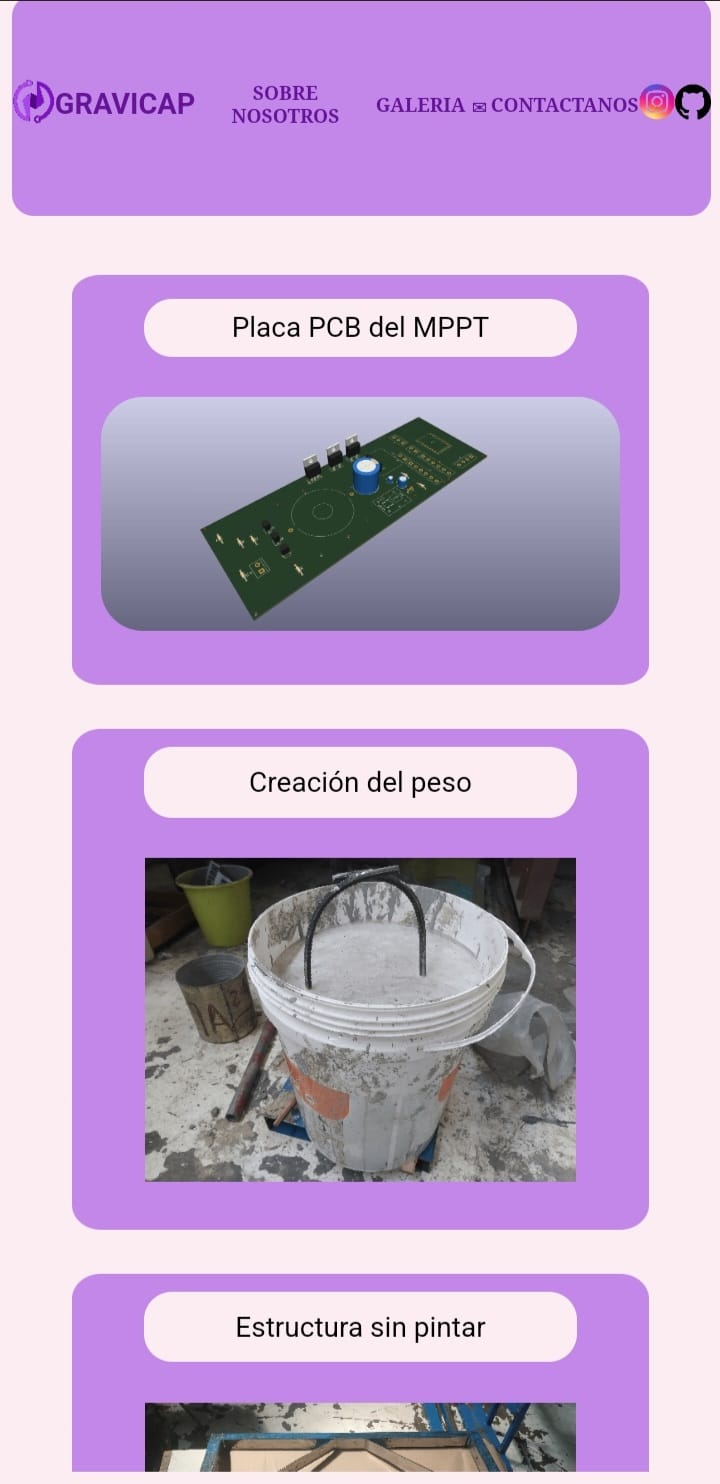 GRAVICAP
SOBRE
NOSOTROS
GALERIA
✉ CONTACTANOS
Placa PCB del MPPT
Creación del peso
Estructura sin pintar